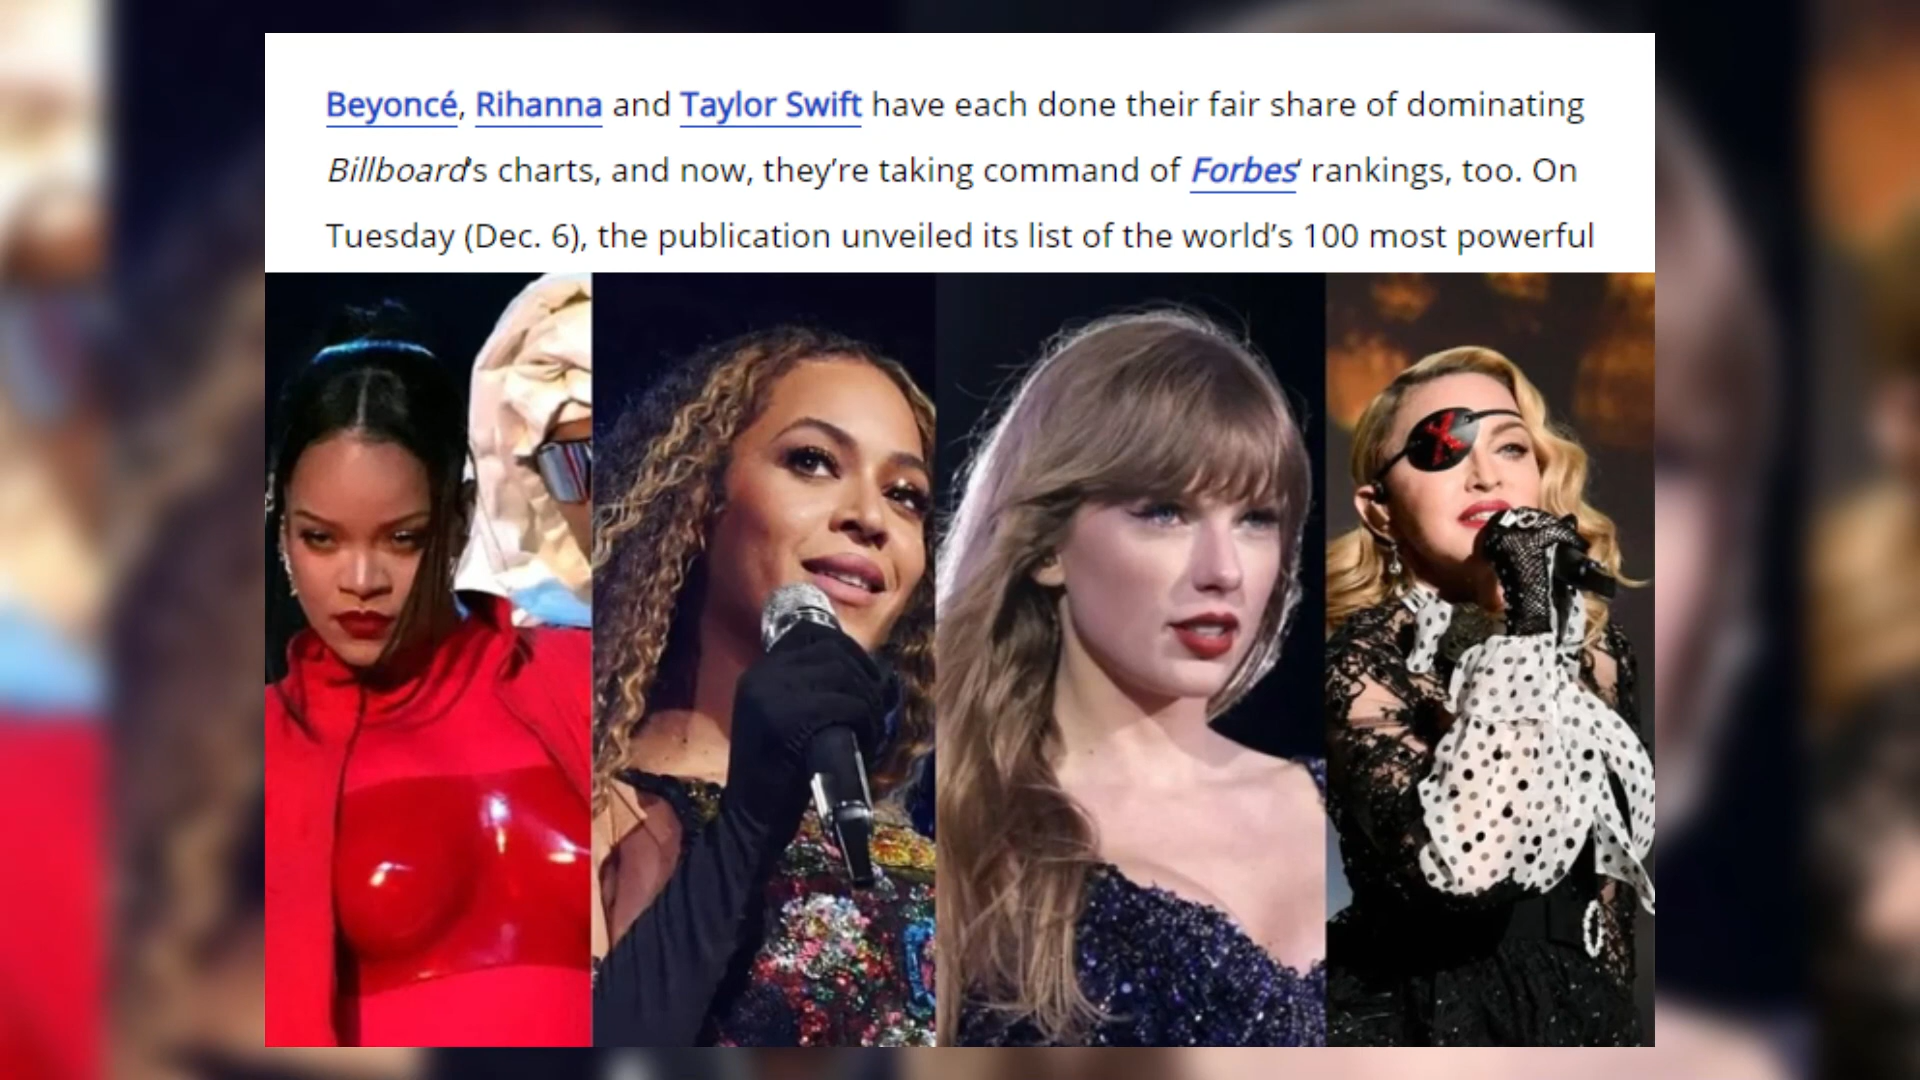 Beyoncé, Rihanna and Taylor Swift have each done their fair share of dominating
Billboard's charts, and now, they're taking command of Forbes' rankings, too. On
Tuesday (Dec. 6), the publication unveiled its list of the world's 100 most powerful
X